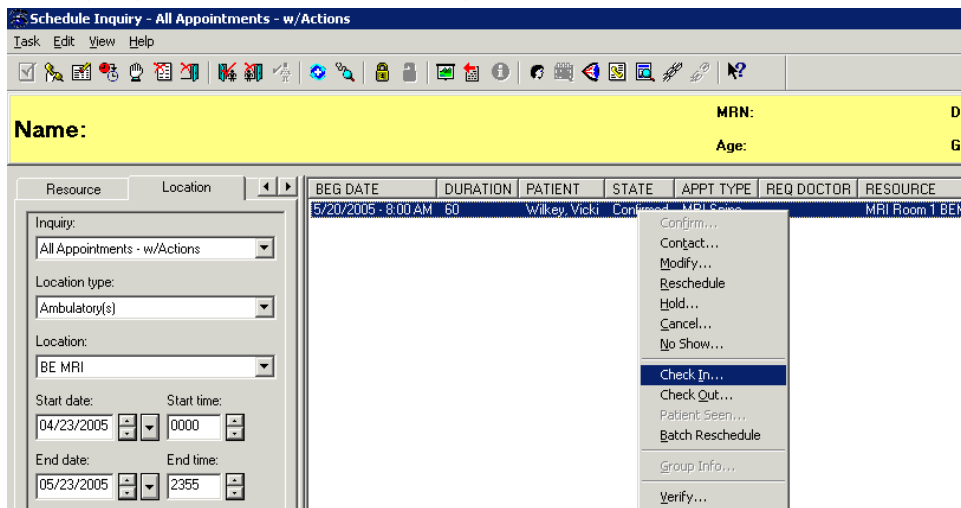 Schedule Inquiry - All Appointments - w/Actions
Task Edit View Help
Name:
MRN:
D
Age:
G
Resource Location
Inquiry:
All Appointments - w/Actions
Location type:
Ambulatory(s)
Location:
BE MRI
Start date: Start time:
04/23/2005 0000
End date: End time:
05/23/2005 2355
BEG DATE DURATION PATIENT STATE APPT TYPE REQ DOCTOR RESOURCE
5/20/2005 - 8:00 AM 60 Wilkey, Vicki Confirmed MRI Spine MRI Room 1 BEM
Confirm...
Contact...
Modify...
Reschedule
Hold...
Cancel...
No Show...
Check In...
Check Out...
Patient Seen...
Batch Reschedule
Group Info...
Verify...